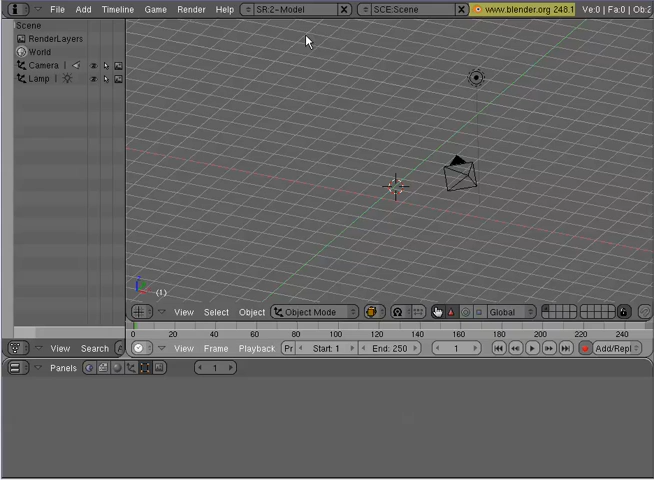 File Add Timeline Game Render Help SR:2-Model X SCE:Scene X www.blender.org 248.1 Ve:0 | Fa:0 | Ob:2
Scene
RenderLayers
World
Camera |
Lamp |
(1)
View Select Object Object Mode Global
0 20 40 60 80 100 120 140 160 180 200 220 240
View Search View Frame Playback Pr Start: 1 End: 250 1 Add/Repl
Panels 1